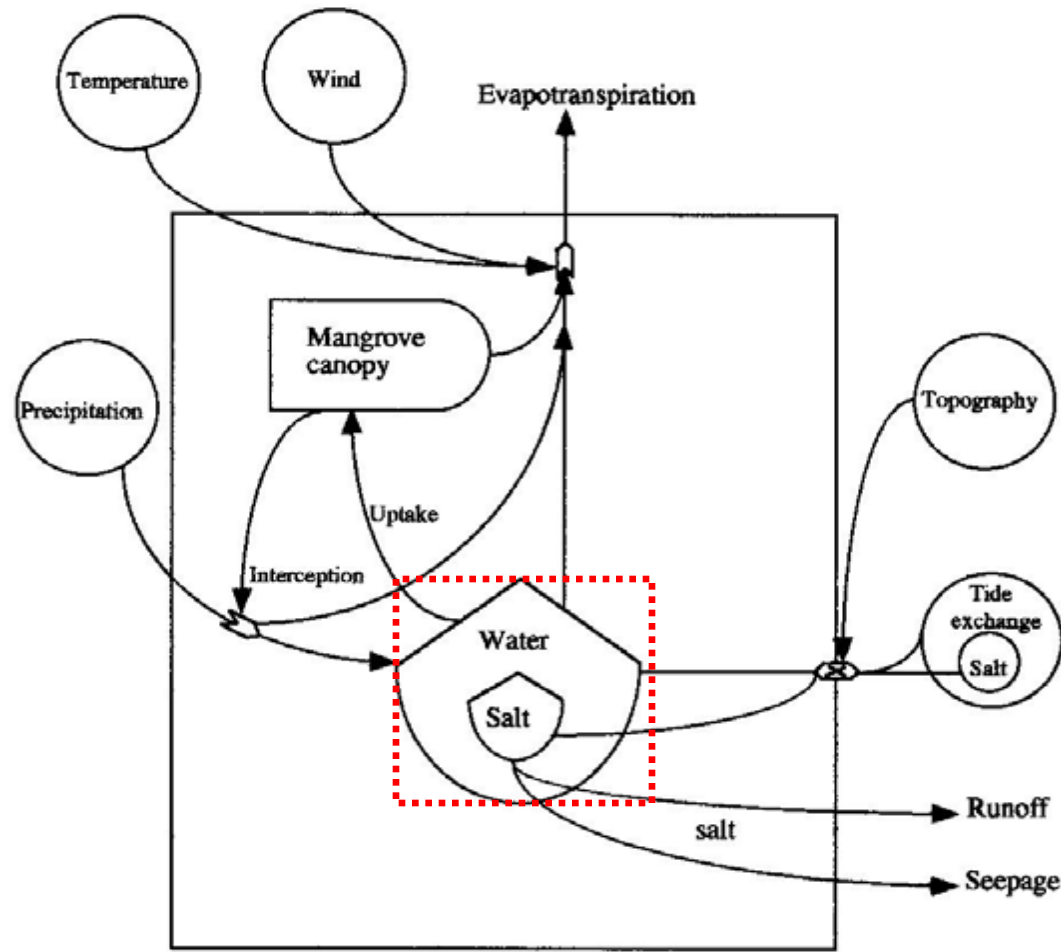 Temperature
Wind
Evapotranspiration
Mangrove
canopy
Precipitation
Topography
Uptake
Interception
Tide
exchange
Salt
Water
Salt
salt
Runoff
Seepage